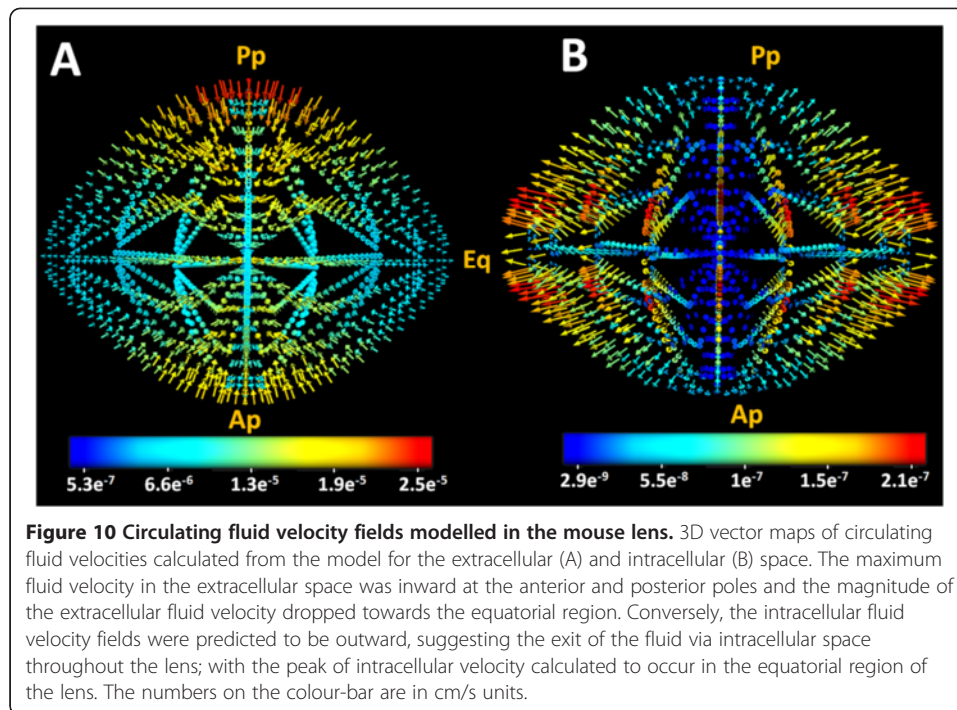 A
B
Pp
Pp
Eq
Ap
Ap
5.3e-7 6.6e-6 1.3e-5 1.9e-5 2.5e-5
2.9e-9 5.5e-8 1e-7 1.5e-7 2.1e-7
Figure 10 Circulating fluid velocity fields modelled in the mouse lens. 3D vector maps of circulating
fluid velocities calculated from the model for the extracellular (A) and intracellular (B) space. The maximum
fluid velocity in the extracellular space was inward at the anterior and posterior poles and the magnitude of
the extracellular fluid velocity dropped towards the equatorial region. Conversely, the intracellular fluid
velocity fields were predicted to be outward, suggesting the exit of the fluid via intracellular space
throughout the lens; with the peak of intracellular velocity calculated to occur in the equatorial region of
the lens. The numbers on the colour-bar are in cm/s units.